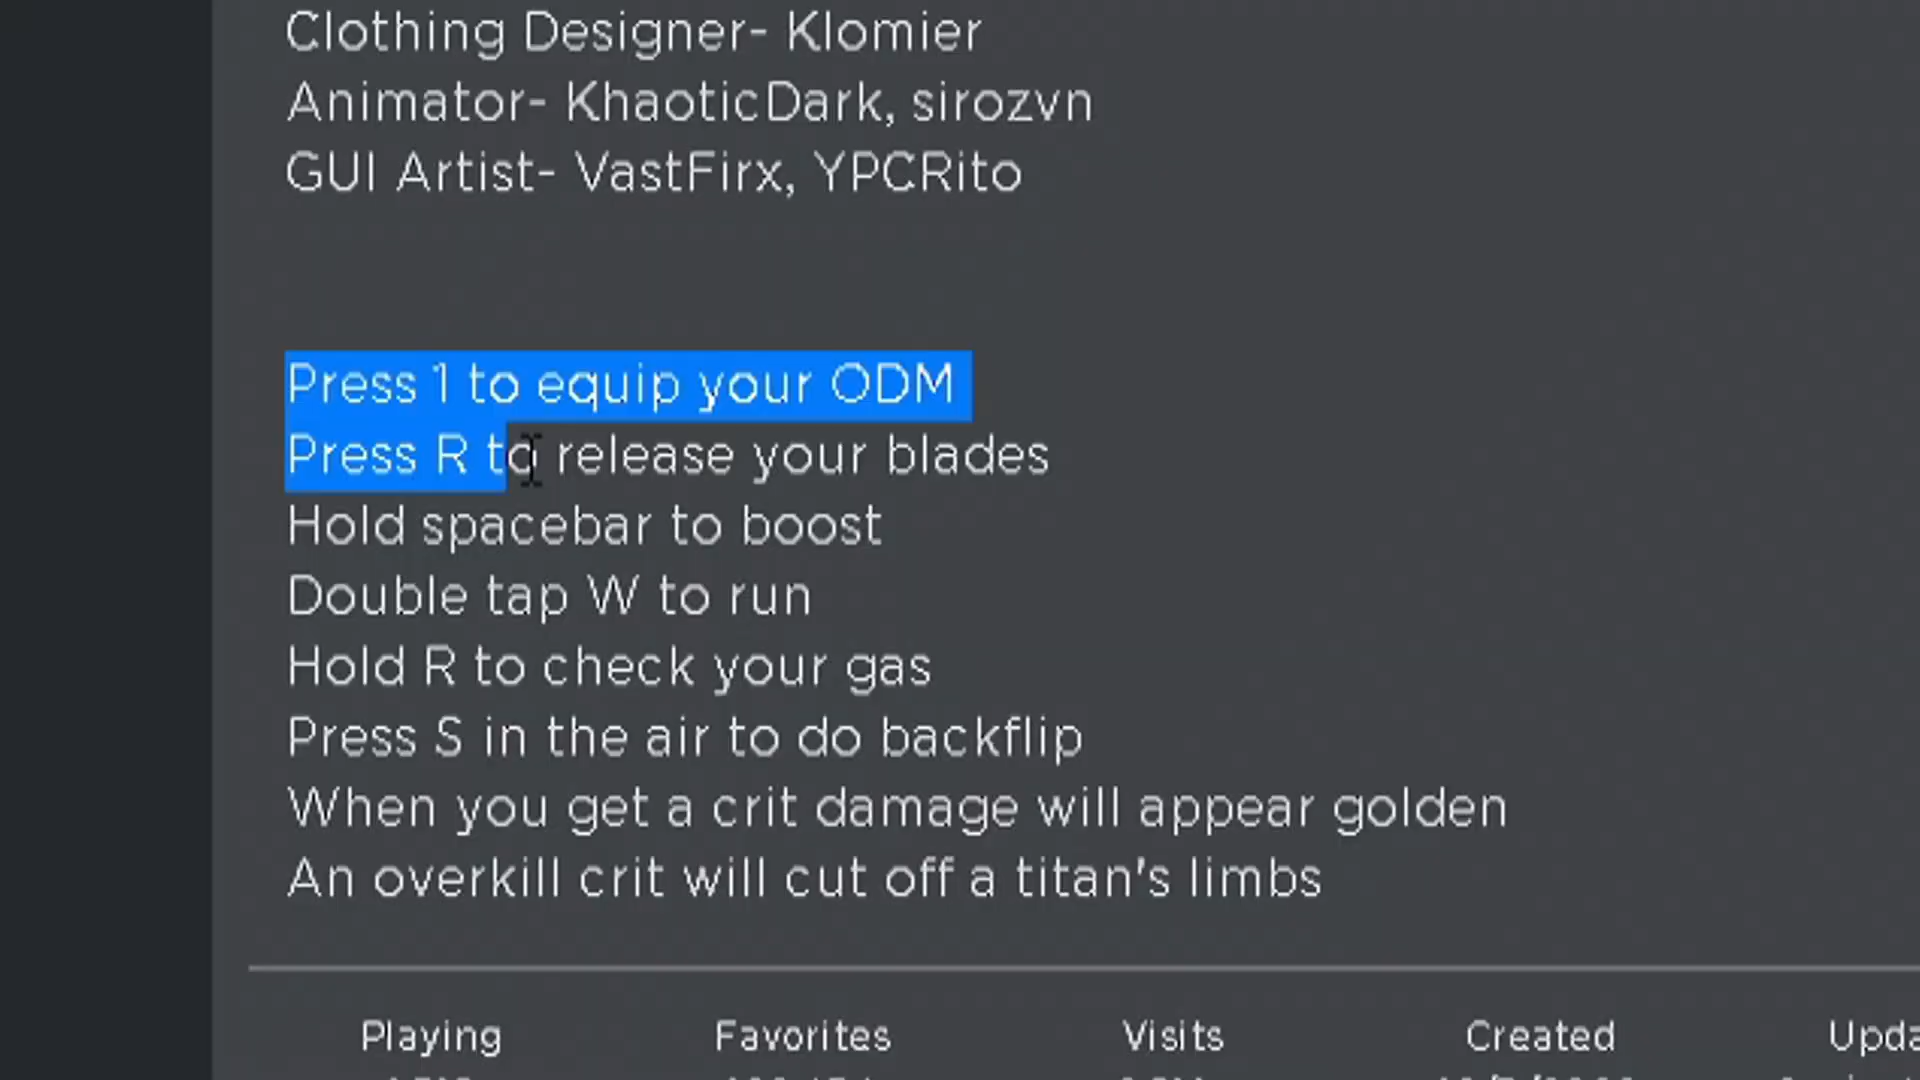 Clothing Designer- Klomier
Animator- KhaoticDark, sirozvn
GUI Artist- VastFirx, YPCRito
Press 1 to equip your ODM
Press R to release your blades
Hold spacebar to boost
Double tap W to run
Hold R to check your gas
Press S in the air to do backflip
When you get a crit damage will appear golden
An overkill crit will cut off a titan's limbs
Playing Favorites Visits Created